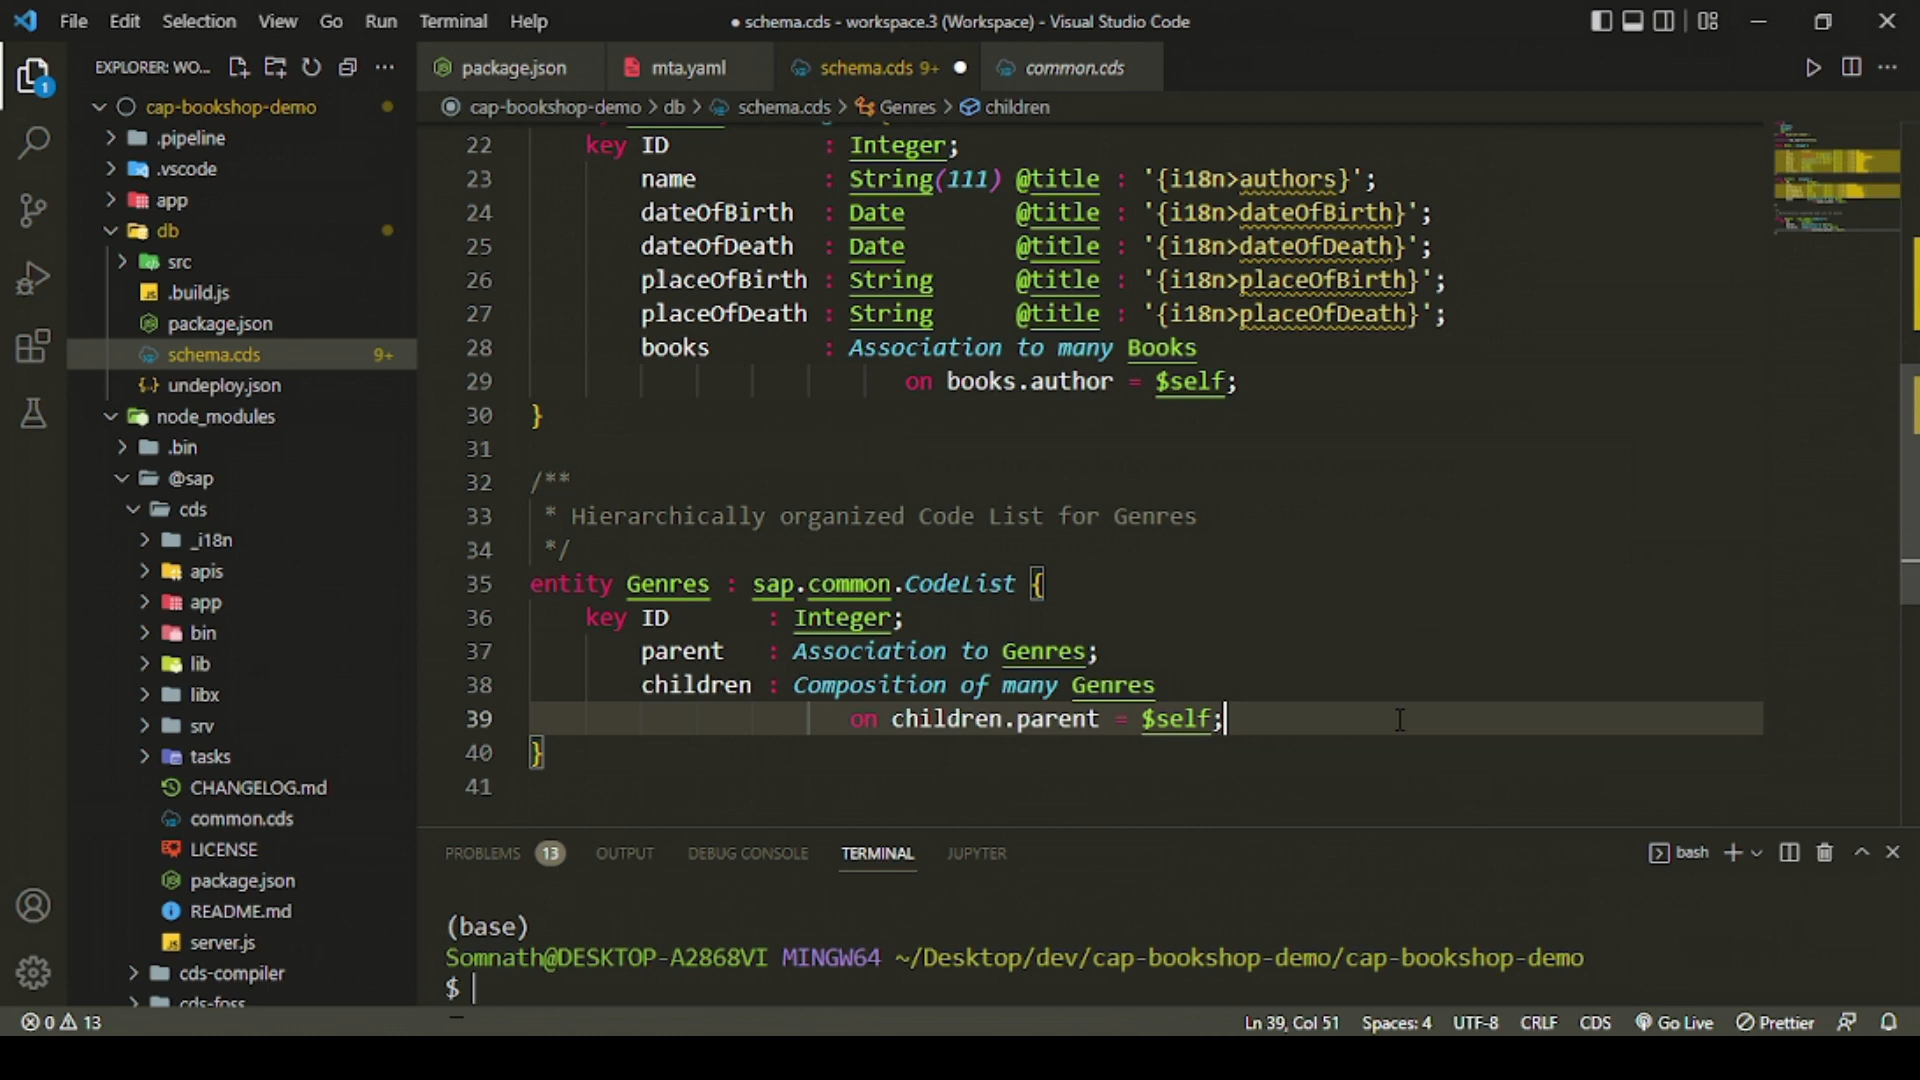 File Edit Selection View Go Run Terminal Help
● schema.cds - workspace.3 (Workspace) - Visual Studio Code
EXPLORER: WO...
package.json
mta.yaml
schema.cds 9+
common.cds
cap-bookshop-demo > db > schema.cds > Genres > children
1
cap-bookshop-demo
.pipeline
.vscode
app
db
src
.build.js
package.json
schema.cds 9+
undeploy.json
node_modules
.bin
@sap
cds
_i18n
apis
app
bin
lib
libx
srv
tasks
CHANGELOG.md
common.cds
LICENSE
package.json
README.md
server.js
cds-compiler
cds-foss
22 key ID : Integer;
23 name : String(111) @title : '{i18n>authors}';
24 dateOfBirth : Date @title : '{i18n>dateOfBirth}';
25 dateOfDeath : Date @title : '{i18n>dateOfDeath}';
26 placeOfBirth : String @title : '{i18n>placeOfBirth}';
27 placeOfDeath : String @title : '{i18n>placeOfDeath}';
28 books : Association to many Books
29 on books.author = $self;
30 }
31
32 /**
33 * Hierarchically organized Code List for Genres
34 */
35 entity Genres : sap.common.CodeList {
36 key ID : Integer;
37 parent : Association to Genres;
38 children : Composition of many Genres
39 on children.parent = $self;
40 }
41
PROBLEMS 13 OUTPUT DEBUG CONSOLE TERMINAL JUPYTER
bash
(base)
Somnath@DESKTOP-A2868VI MINGW64 ~/Desktop/dev/cap-bookshop-demo/cap-bookshop-demo
$
0 13
Ln 39, Col 51 Spaces: 4 UTF-8 CRLF CDS Go Live Prettier